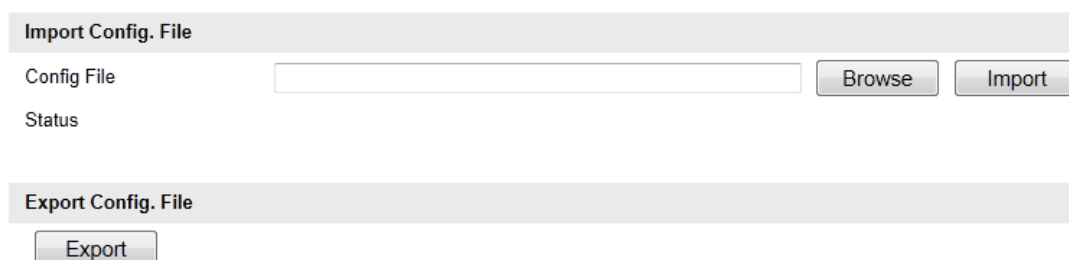 Import Config. File
Config File Browse Import
Status
Export Config. File
Export